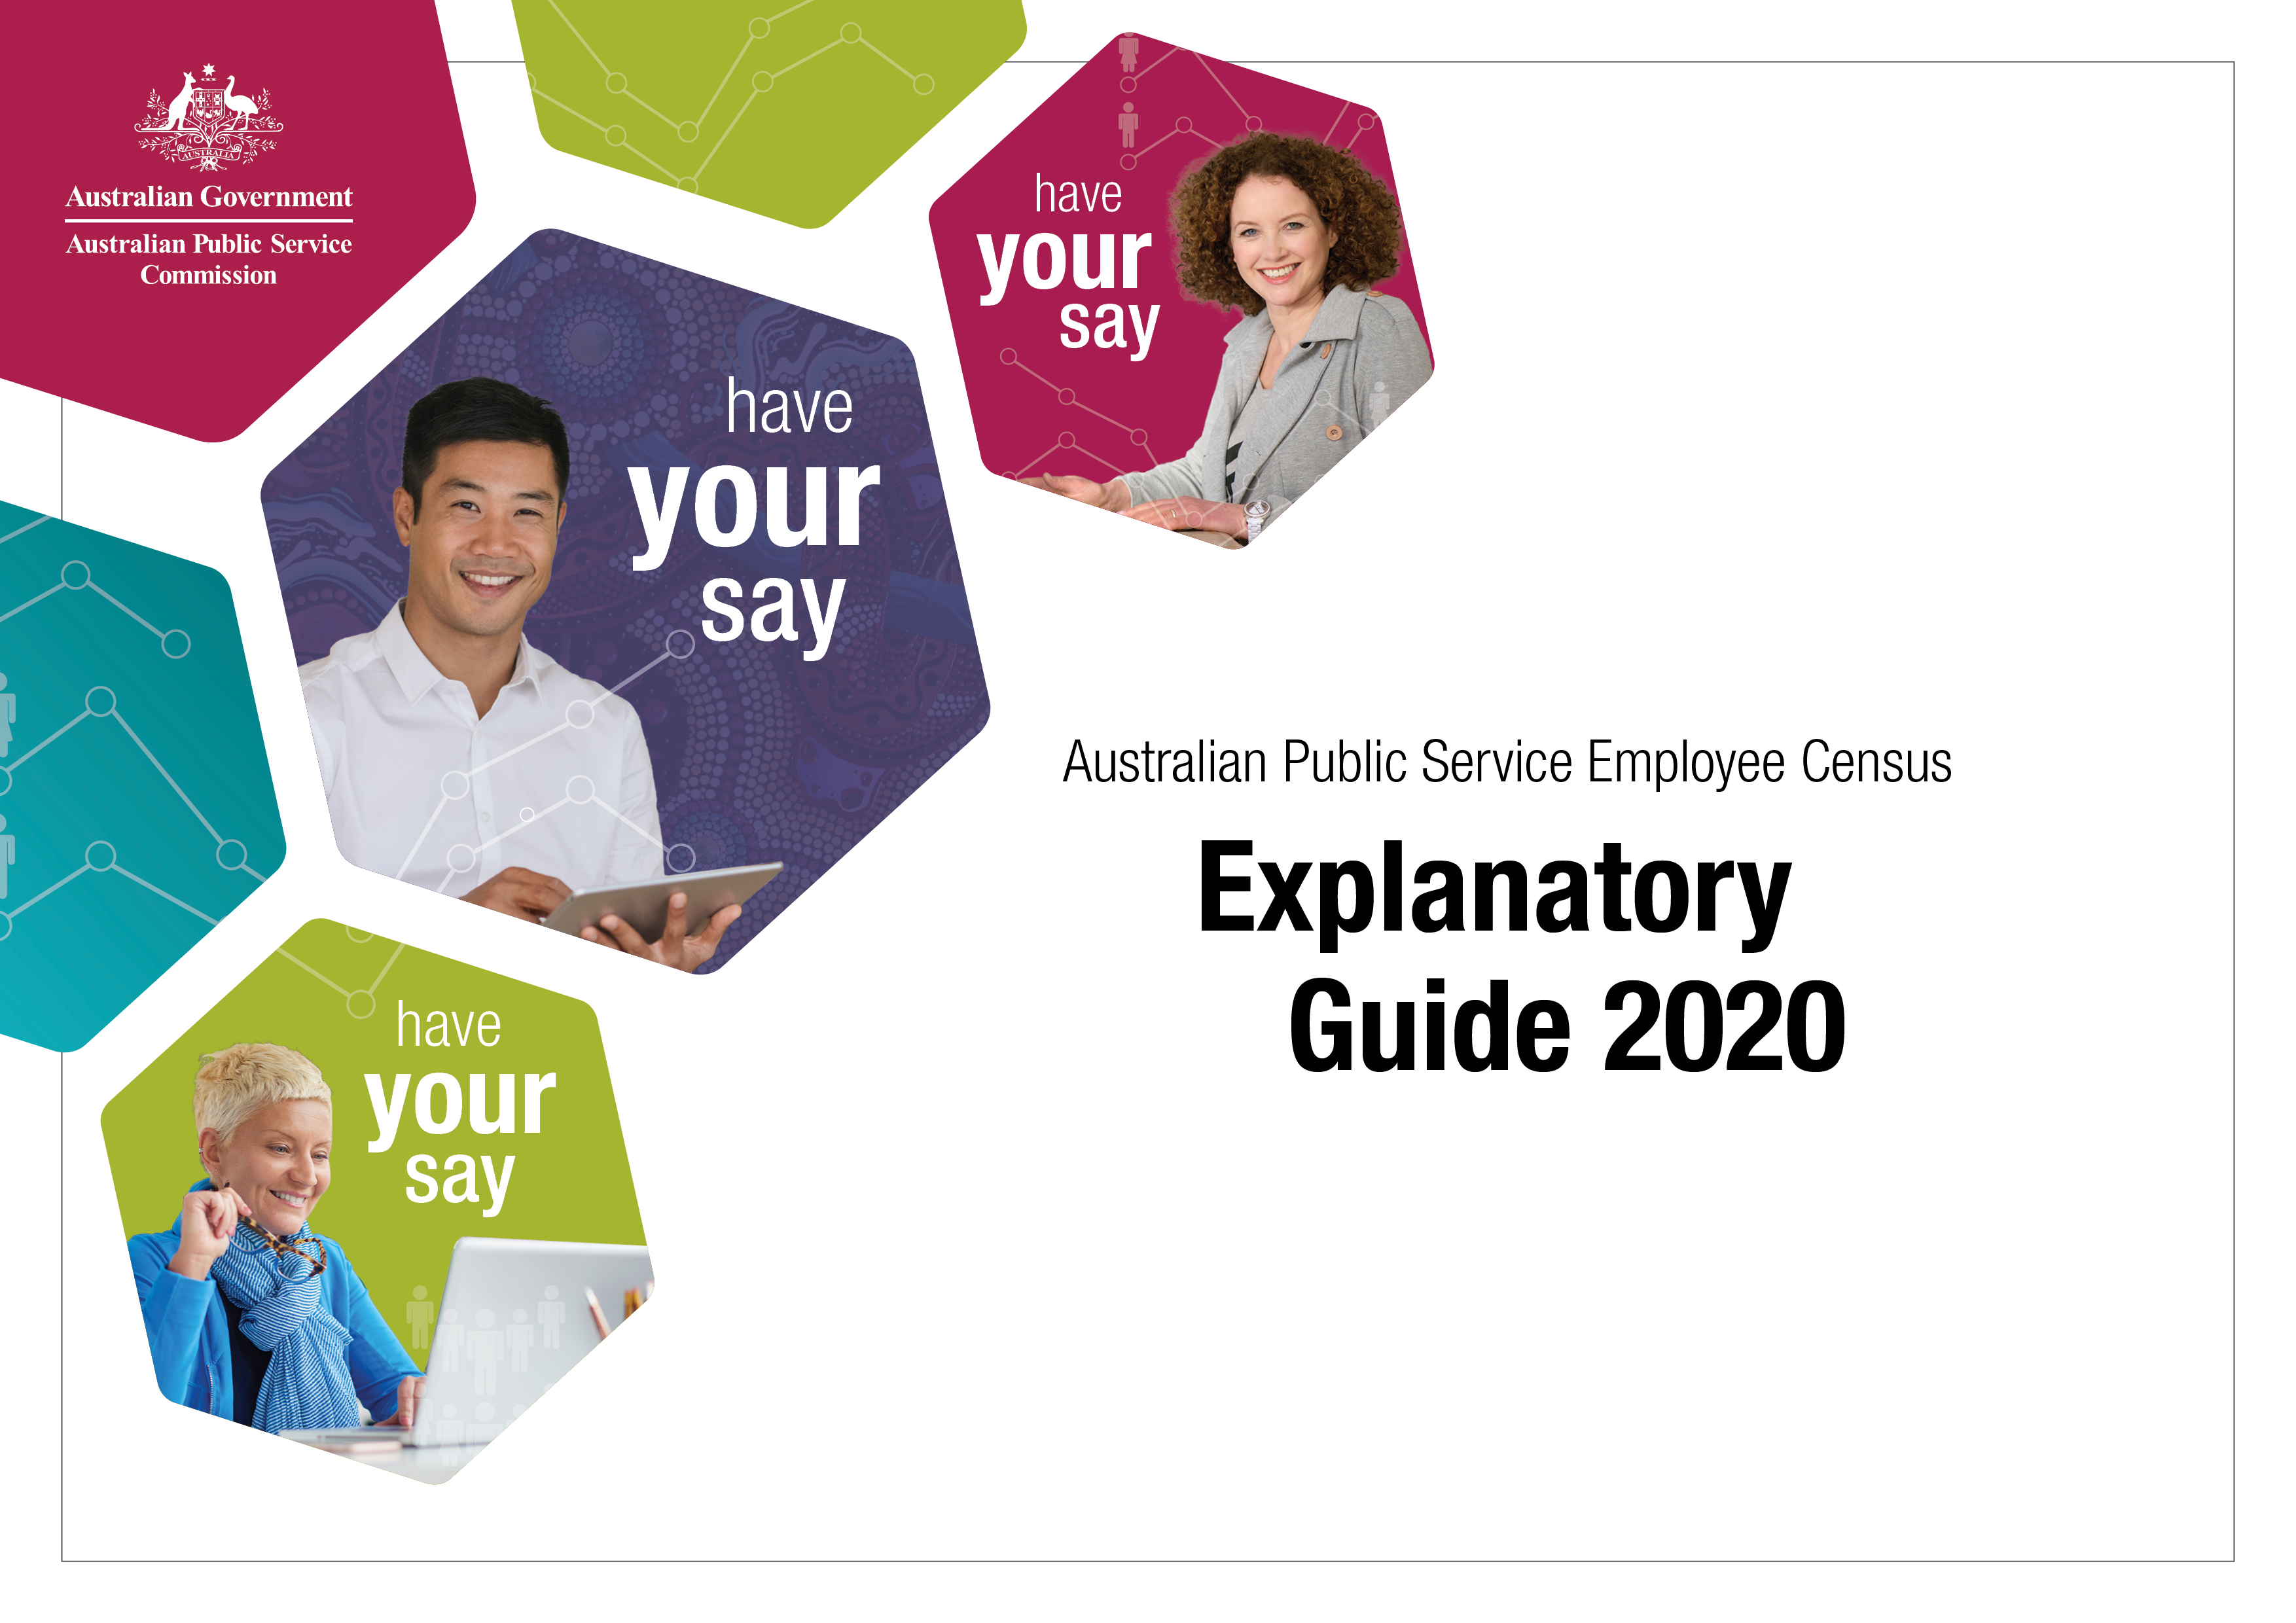 AUSTRALIA
Australian Government
Australian Public Service
Commission
have
your
say
have
your
say
have
your
say
Australian Public Service Employee Census
Explanatory
Guide 2020